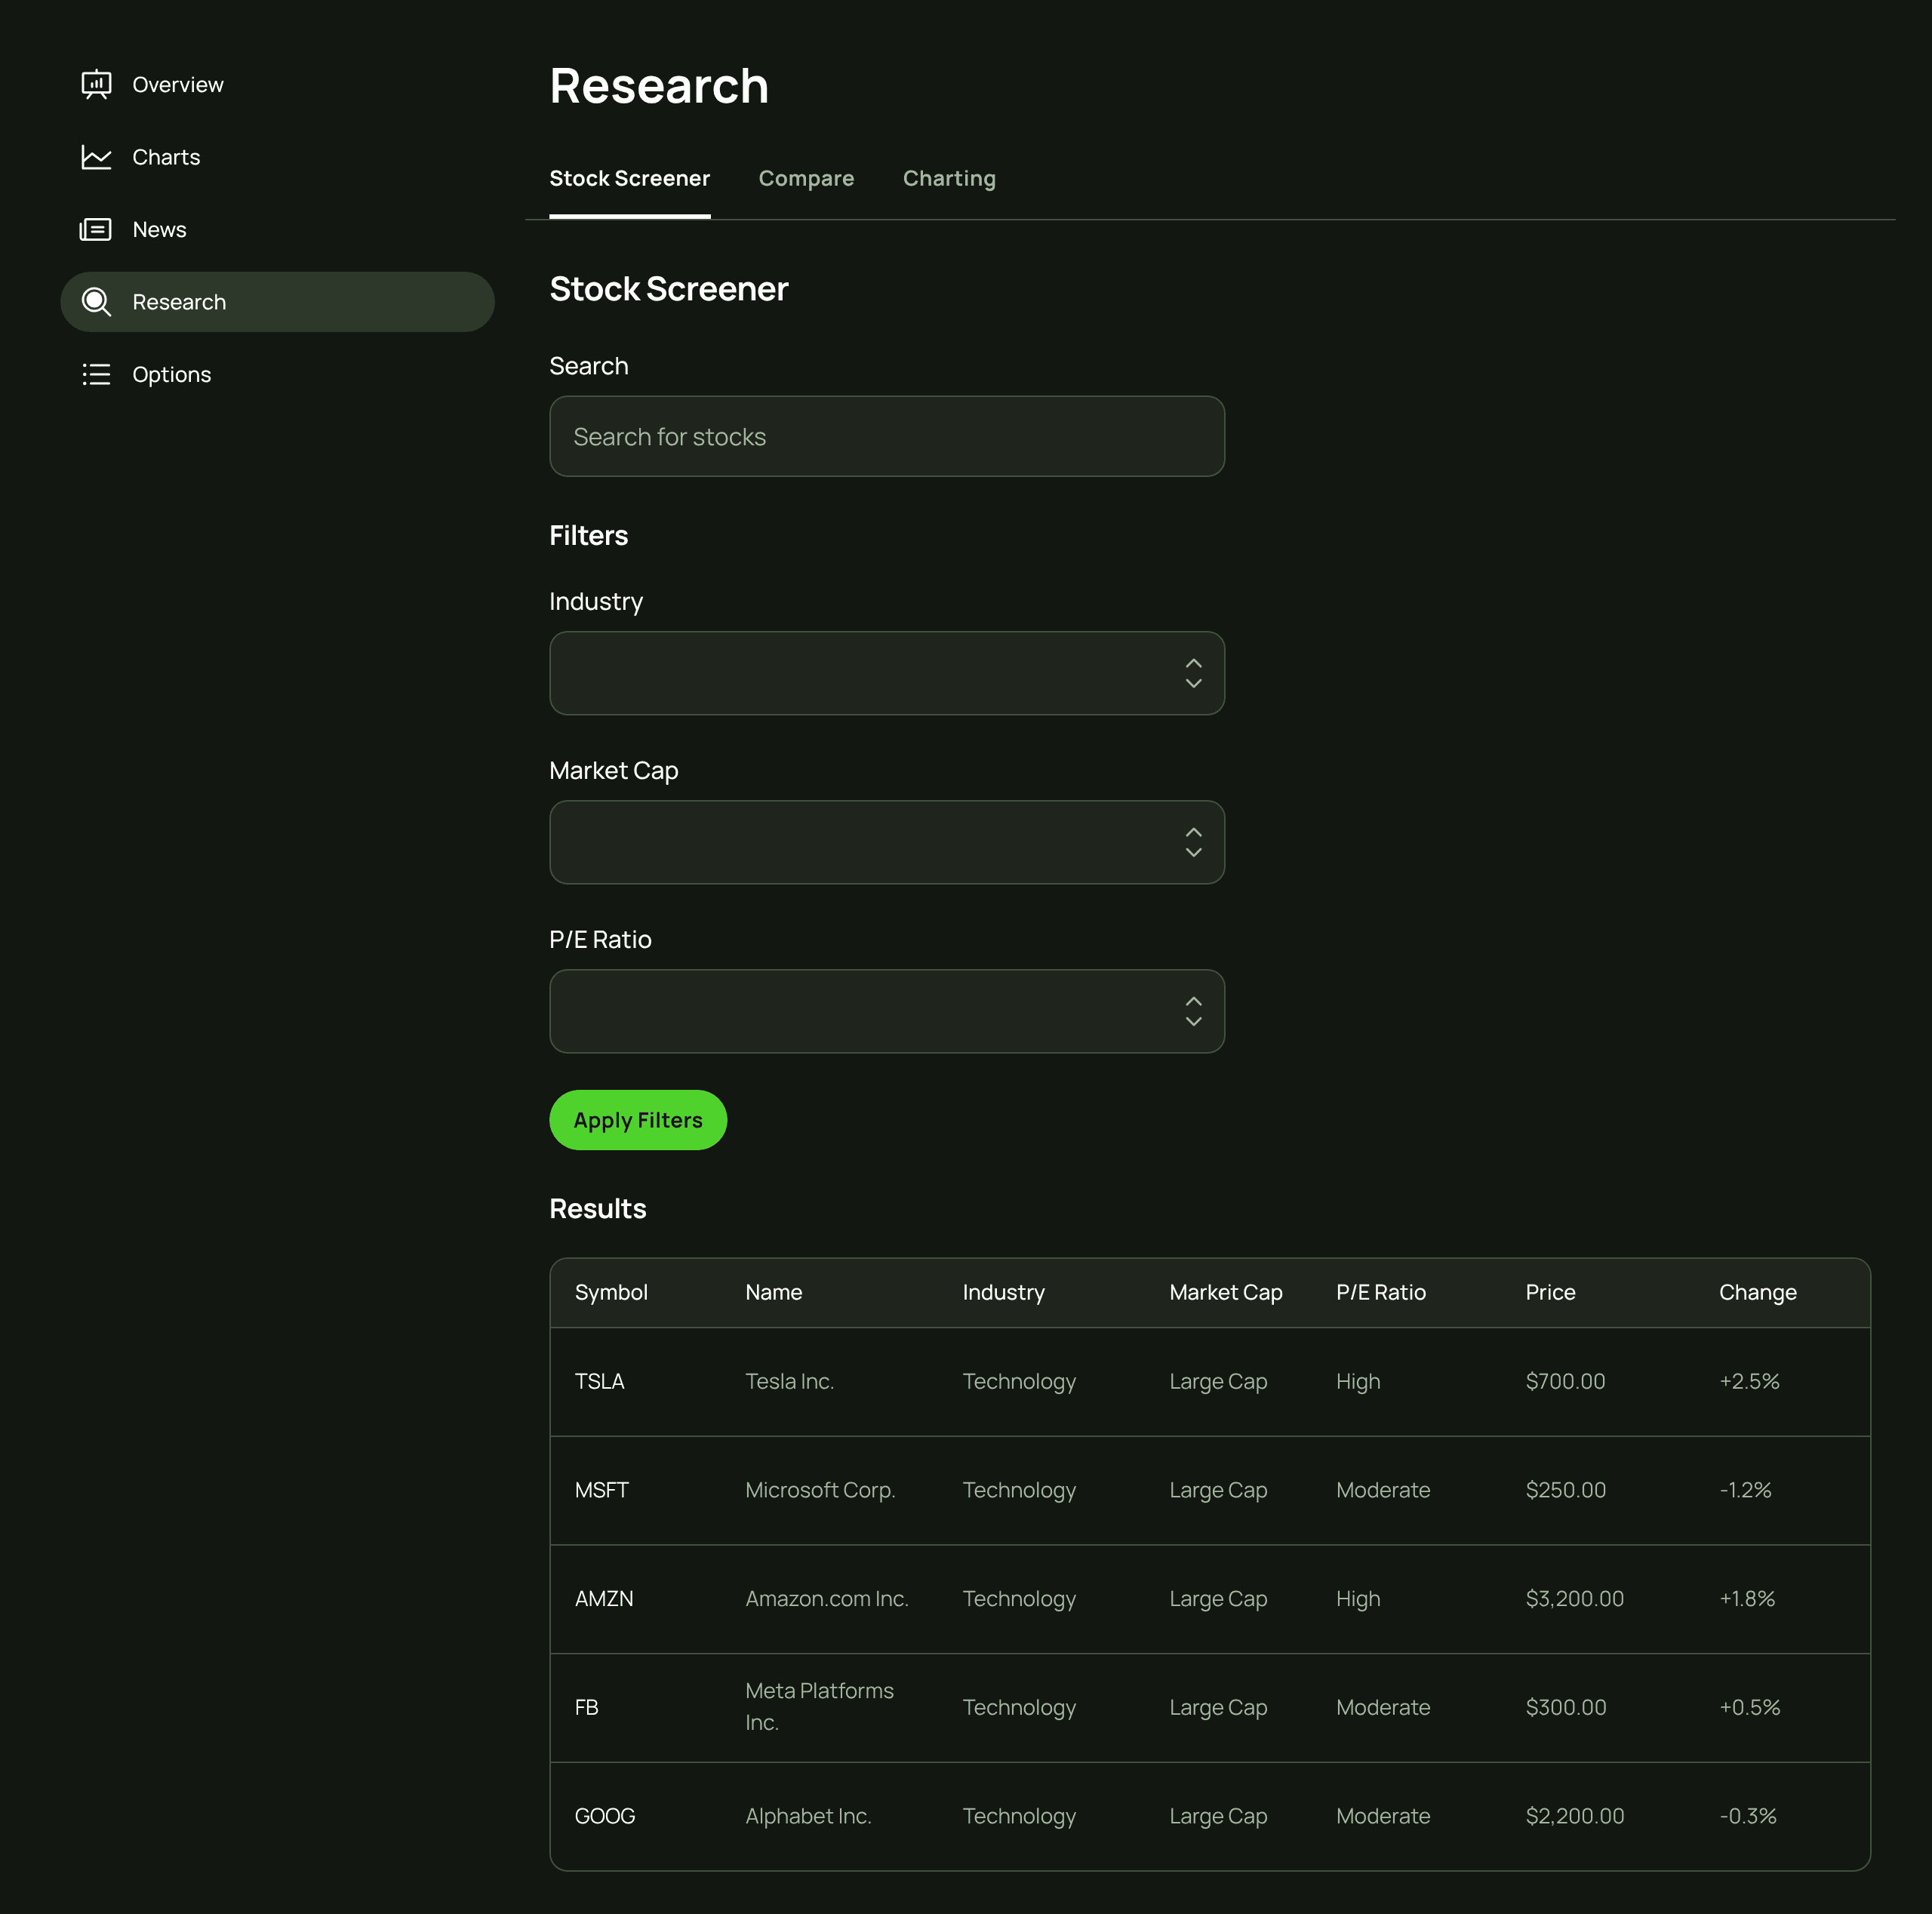 Overview
Charts
News
Research
Options
Research
Stock Screener Compare Charting
Stock Screener
Search
Search for stocks
Filters
Industry
Market Cap
P/E Ratio
Apply Filters
Results
Symbol Name Industry Market Cap P/E Ratio Price Change
TSLA Tesla Inc. Technology Large Cap High $700.00 +2.5%
MSFT Microsoft Corp. Technology Large Cap Moderate $250.00 -1.2%
AMZN Amazon.com Inc. Technology Large Cap High $3,200.00 +1.8%
FB Meta Platforms Inc. Technology Large Cap Moderate $300.00 +0.5%
GOOG Alphabet Inc. Technology Large Cap Moderate $2,200.00 -0.3%